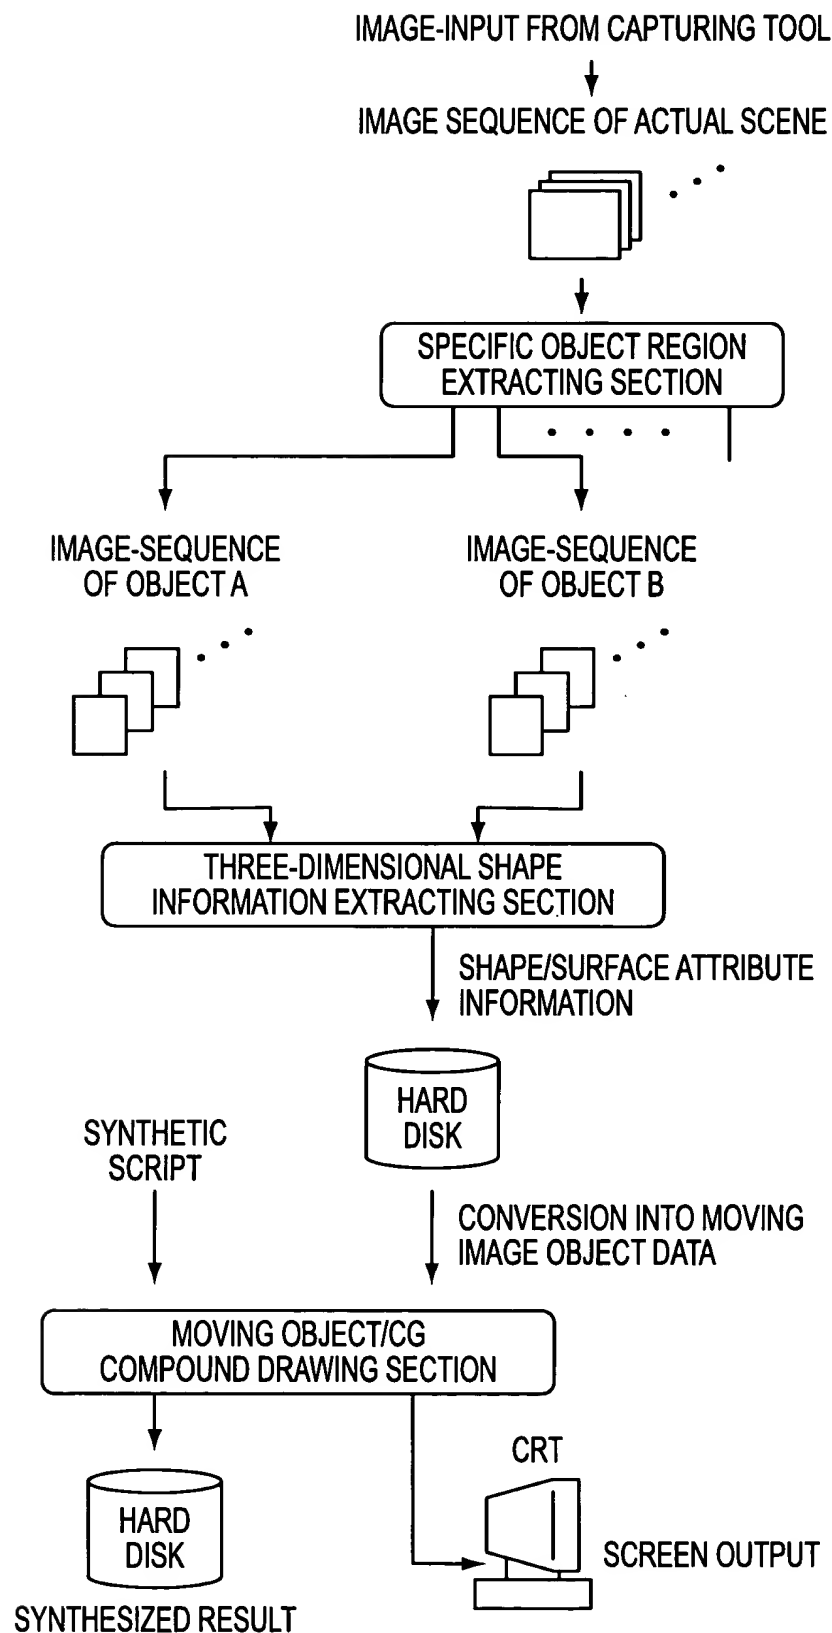 IMAGE-INPUT FROM CAPTURING TOOL
IMAGE SEQUENCE OF ACTUAL SCENE
SPECIFIC OBJECT REGION
EXTRACTING SECTION
IMAGE-SEQUENCE
OF OBJECT A
IMAGE-SEQUENCE
OF OBJECT B
THREE-DIMENSIONAL SHAPE
INFORMATION EXTRACTING SECTION
SHAPE/SURFACE ATTRIBUTE
INFORMATION
HARD
DISK
SYNTHETIC
SCRIPT
CONVERSION INTO MOVING
IMAGE OBJECT DATA
MOVING OBJECT/CG
COMPOUND DRAWING SECTION
HARD
DISK
SYNTHESIZED RESULT
CRT
SCREEN OUTPUT